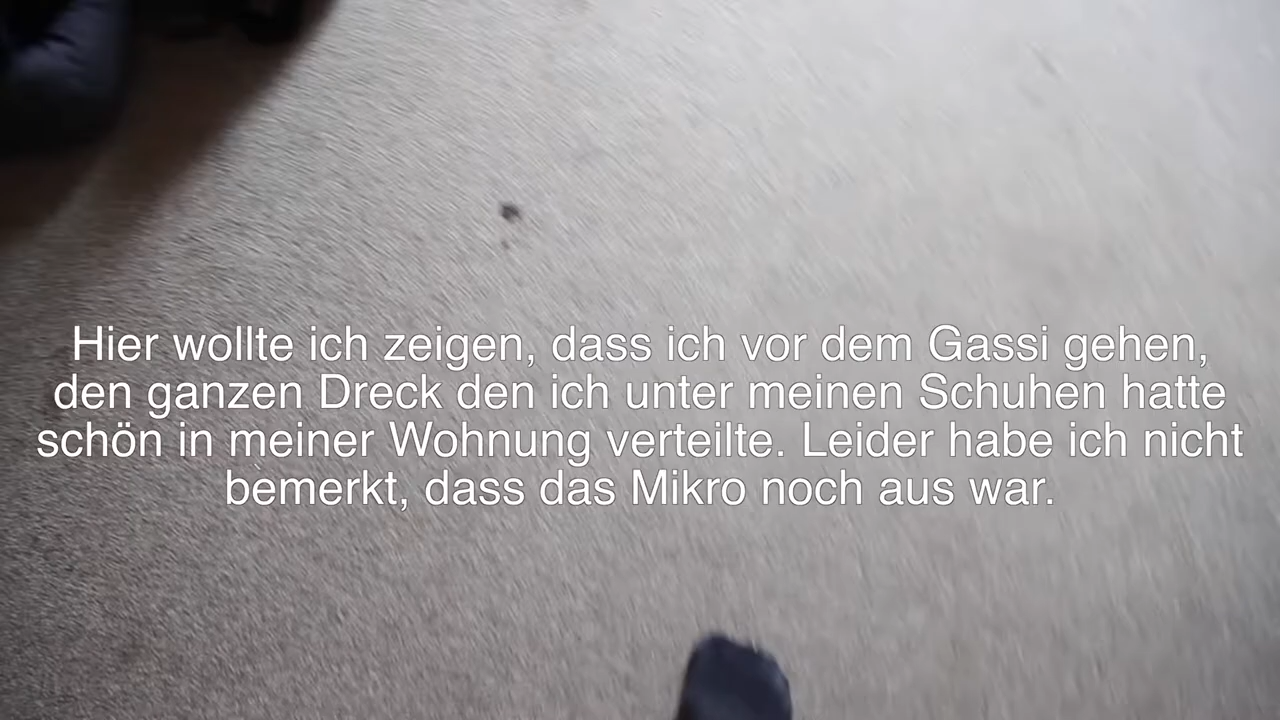 Hier wollte ich zeigen, dass ich vor dem Gassi gehen,
den ganzen Dreck den ich unter meinen Schuhen hatte
schön in meiner Wohnung verteilte. Leider habe ich nicht
bemerkt, dass das Mikro noch aus war.